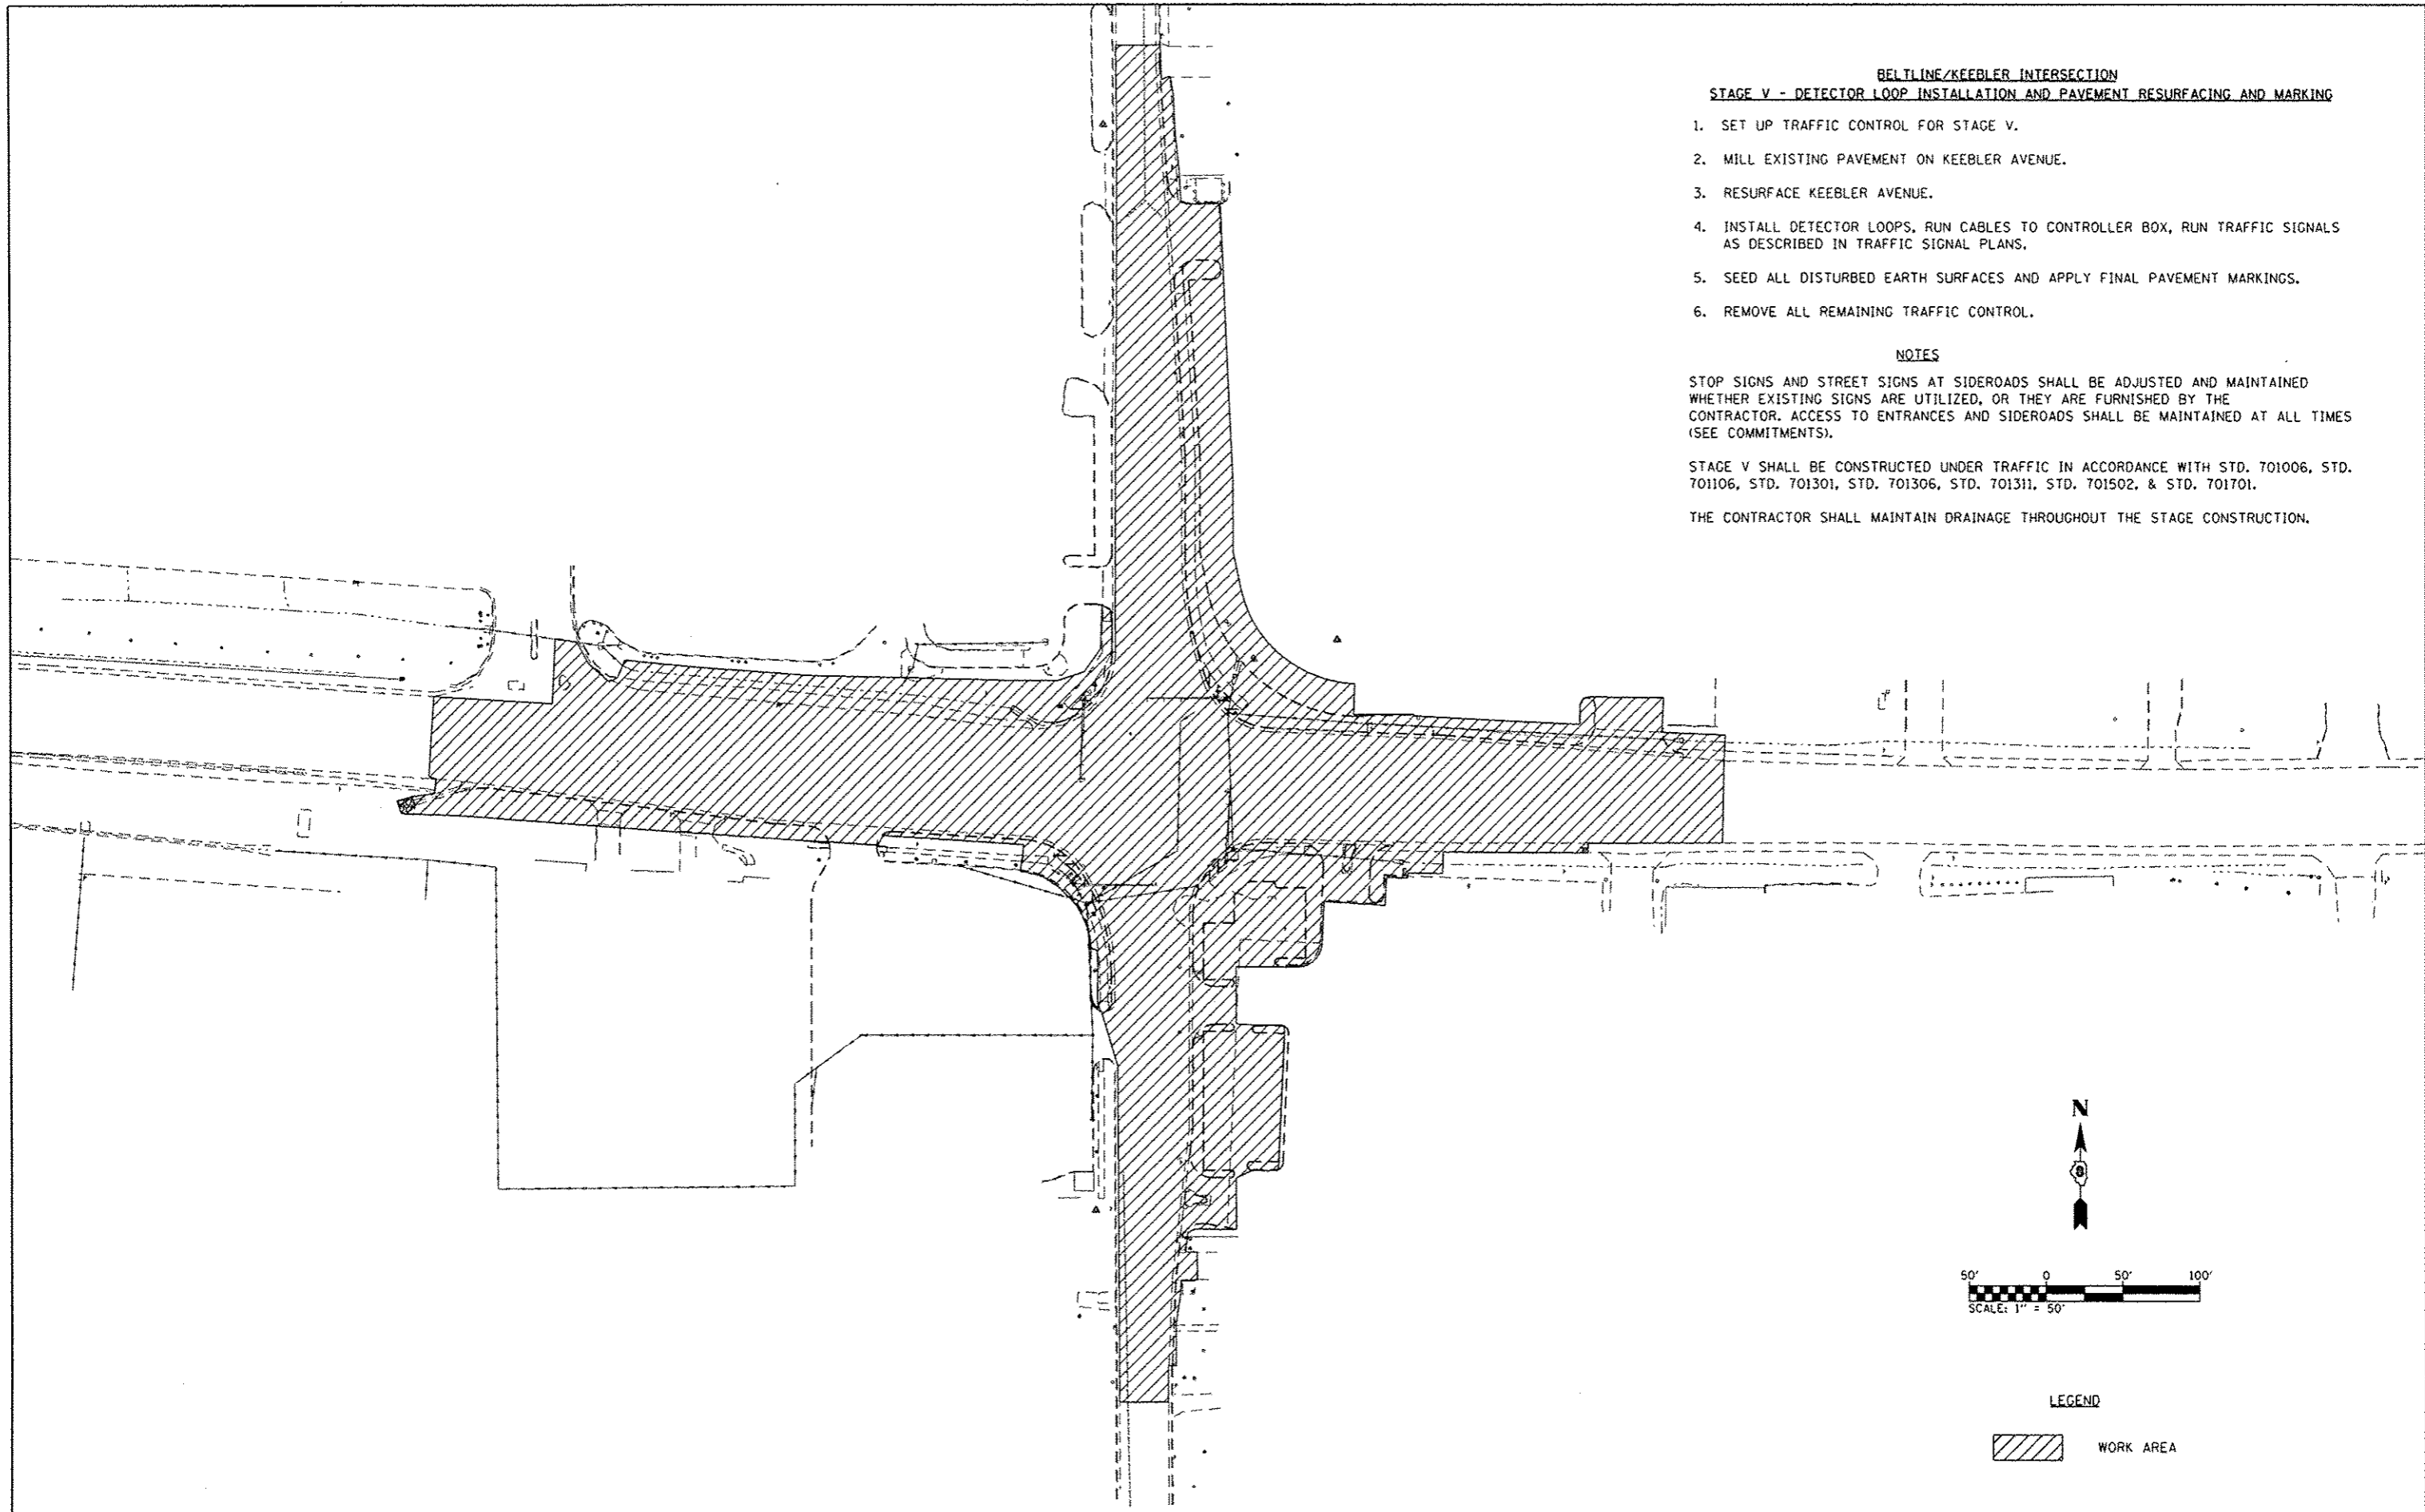 BELTLINE/KEEBLER INTERSECTION
STAGE V - DETECTOR LOOP INSTALLATION AND PAVEMENT RESURFACING AND MARKING
1. SET UP TRAFFIC CONTROL FOR STAGE V.
2. MILL EXISTING PAVEMENT ON KEEBLER AVENUE.
3. RESURFACE KEEBLER AVENUE.
4. INSTALL DETECTOR LOOPS, RUN CABLES TO CONTROLLER BOX, RUN TRAFFIC SIGNALS
AS DESCRIBED IN TRAFFIC SIGNAL PLANS.
5. SEED ALL DISTURBED EARTH SURFACES AND APPLY FINAL PAVEMENT MARKINGS.
6. REMOVE ALL REMAINING TRAFFIC CONTROL.
NOTES
STOP SIGNS AND STREET SIGNS AT SIDEROADS SHALL BE ADJUSTED AND MAINTAINED
WHETHER EXISTING SIGNS ARE UTILIZED, OR THEY ARE FURNISHED BY THE
CONTRACTOR. ACCESS TO ENTRANCES AND SIDEROADS SHALL BE MAINTAINED AT ALL TIMES
(SEE COMMITMENTS).
STAGE V SHALL BE CONSTRUCTED UNDER TRAFFIC IN ACCORDANCE WITH STD. 701006, STD.
701106, STD. 701301, STD. 701306, STD. 701311, STD. 701502, & STD. 701701.
THE CONTRACTOR SHALL MAINTAIN DRAINAGE THROUGHOUT THE STAGE CONSTRUCTION.
N
8
50' 0 50' 100'
SCALE: 1" = 50'
LEGEND
WORK AREA